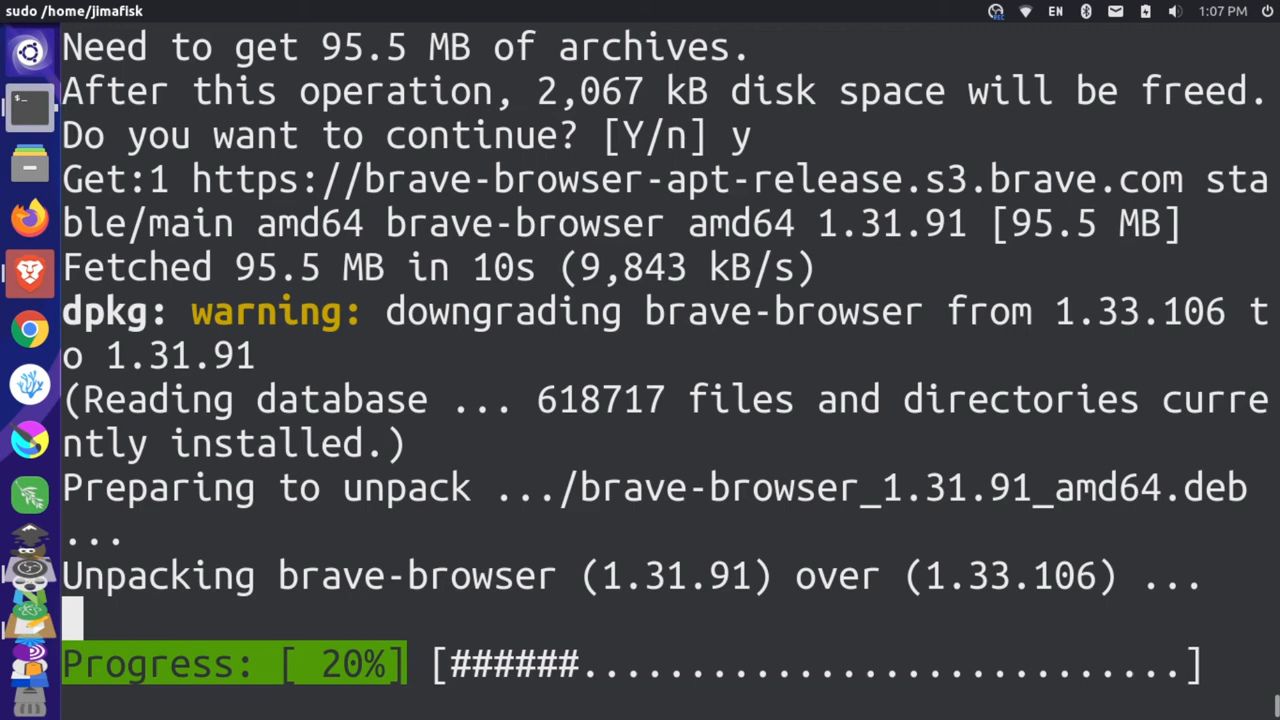 sudo /home/jimafisk
REC
EN
1:07 PM
Need to get 95.5 MB of archives.
After this operation, 2,067 kB disk space will be freed.
Do you want to continue? [Y/n] y
Get:1 https://brave-browser-apt-release.s3.brave.com sta
ble/main amd64 brave-browser amd64 1.31.91 [95.5 MB]
Fetched 95.5 MB in 10s (9,843 kB/s)
dpkg: warning: downgrading brave-browser from 1.33.106 t
o 1.31.91
(Reading database ... 618717 files and directories curre
ntly installed.)
Preparing to unpack .../brave-browser_1.31.91_amd64.deb
...
Unpacking brave-browser (1.31.91) over (1.33.106) ...
Progress: [ 20%] [######............................]